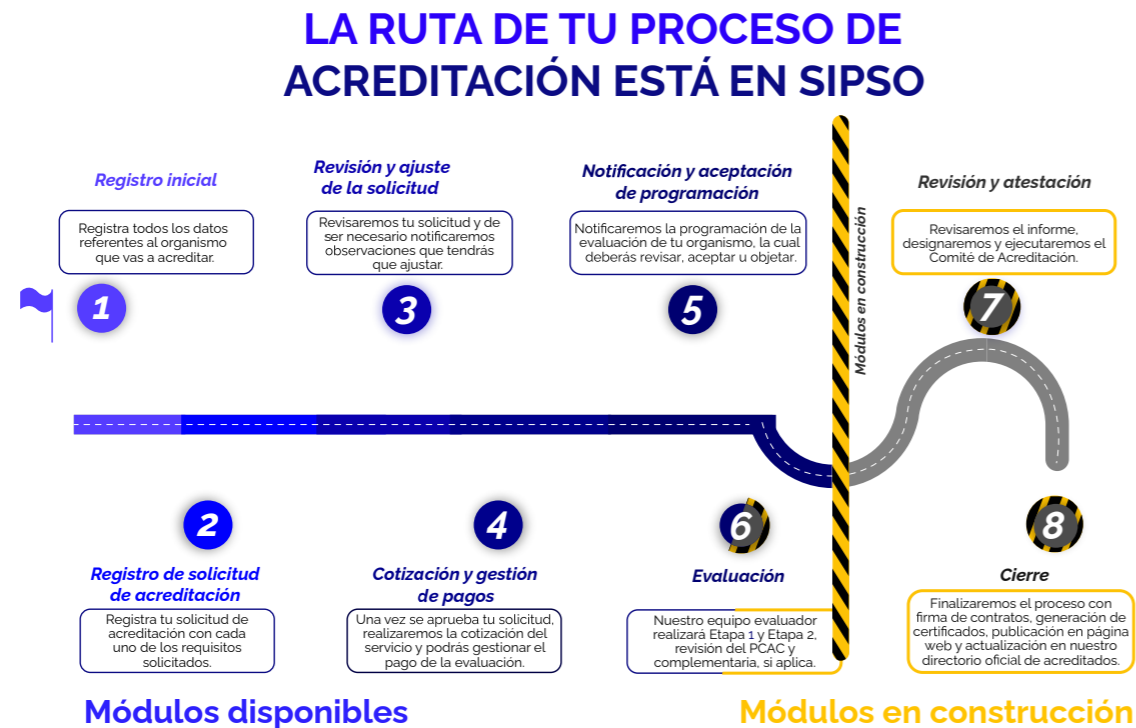 LA RUTA DE TU PROCESO DE
ACREDITACIÓN ESTÁ EN SIPSO
Registro inicial
Registra todos los datos
referentes al organismo
que vas a acreditar.
1
Revisión y ajuste
de la solicitud
Revisaremos tu solicitud y de
ser necesario notificaremos
observaciones que tendrás
que ajustar.
3
Notificación y aceptación
de programación
Notificaremos la programación de la
evaluación de tu organismo, la cual
deberás revisar, aceptar u objetar.
5
Módulos en construcción
Revisión y atestación
Revisaremos el informe,
designaremos y ejecutaremos el
Comité de Acreditación.
7
2
Registro de solicitud
de acreditación
Registra tu solicitud de
acreditación con cada
uno de los requisitos
solicitados.
4
Cotización y gestión
de pagos
Una vez se aprueba tu solicitud,
realizaremos la cotización del
servicio y podrás gestionar el
pago de la evaluación.
6
Evaluación
Nuestro equipo evaluador
realizará Etapa 1 y Etapa 2,
revisión del PCAC y
complementaria, si aplica.
8
Cierre
Finalizaremos el proceso con
firma de contratos, generación de
certificados, publicación en página
web y actualización en nuestro
directorio oficial de acreditados.
Módulos disponibles
Módulos en construcción